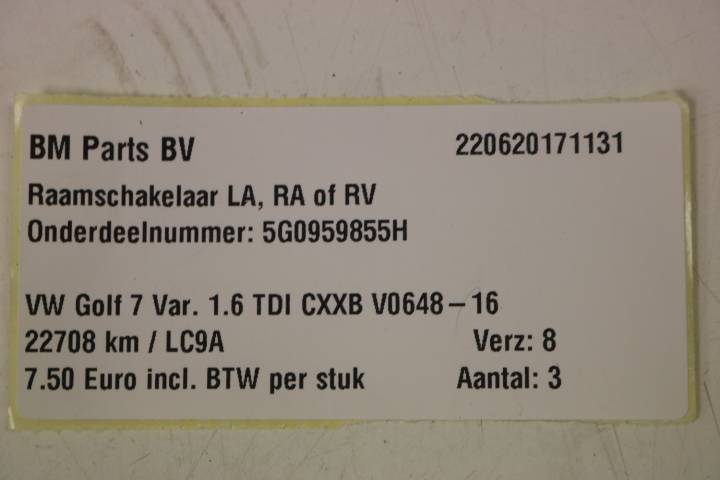 BM Parts BV 220620171131
Raamschakelaar LA, RA of RV
Onderdeelnummer: 5G0959855H
VW Golf 7 Var. 1.6 TDI CXXB V0648-16
22708 km / LC9A Verz: 8
7.50 Euro incl. BTW per stuk Aantal: 3